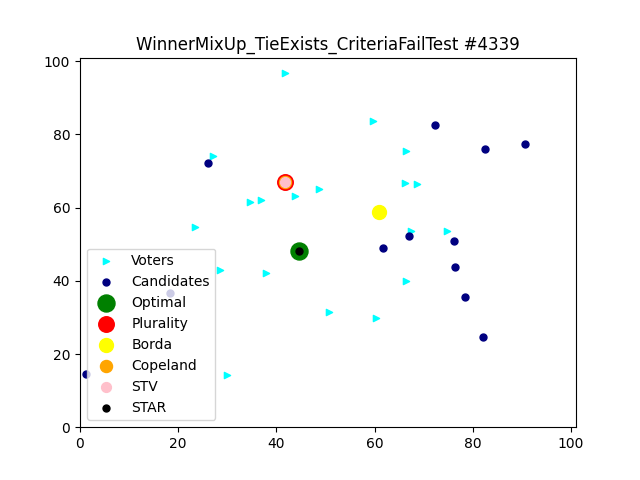 WinnerMixUp_TieExists_CriteriaFailTest #4339
100
80
60
40
20
0
Voters
Candidates
Optimal
Plurality
Borda
Copeland
STV
STAR
0 20 40 60 80 100